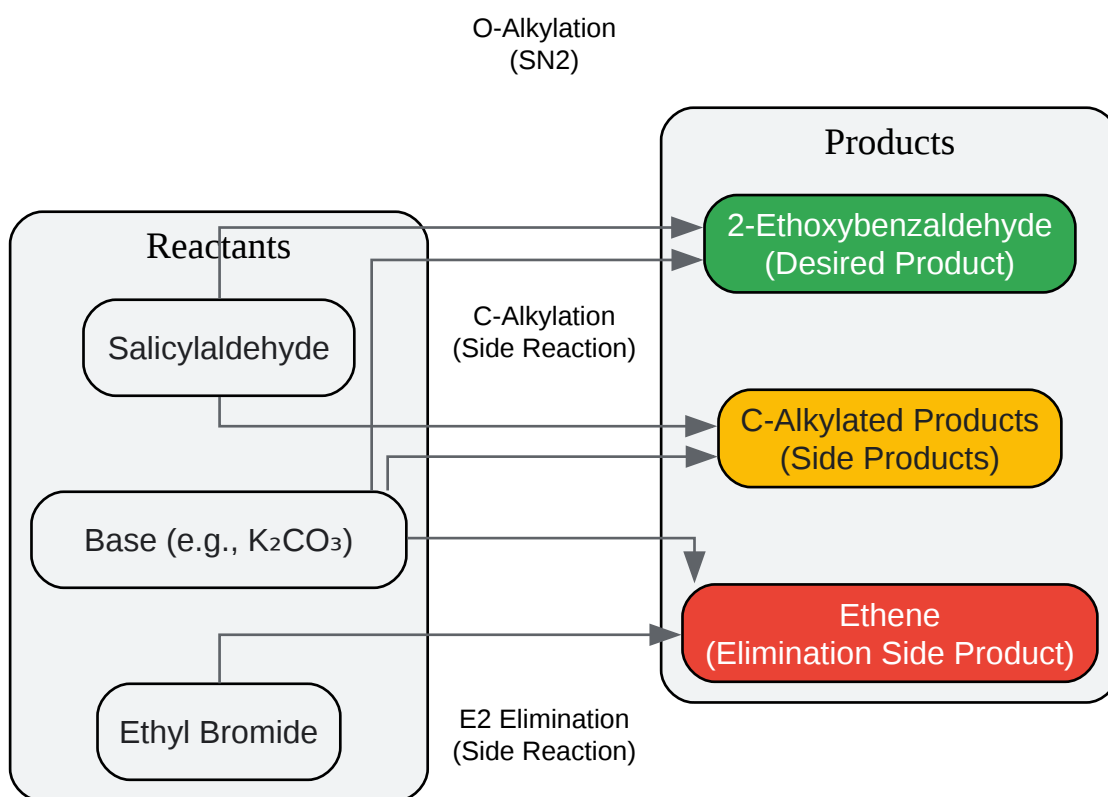 O-Alkylation
(SN2)
Products
Reactants
2-Ethoxybenzaldehyde
(Desired Product)
Salicylaldehyde
C-Alkylation
(Side Reaction)
C-Alkylated Products
(Side Products)
Base (e.g., K₂CO₃)
Ethene
(Elimination Side Product)
Ethyl Bromide
E2 Elimination
(Side Reaction)